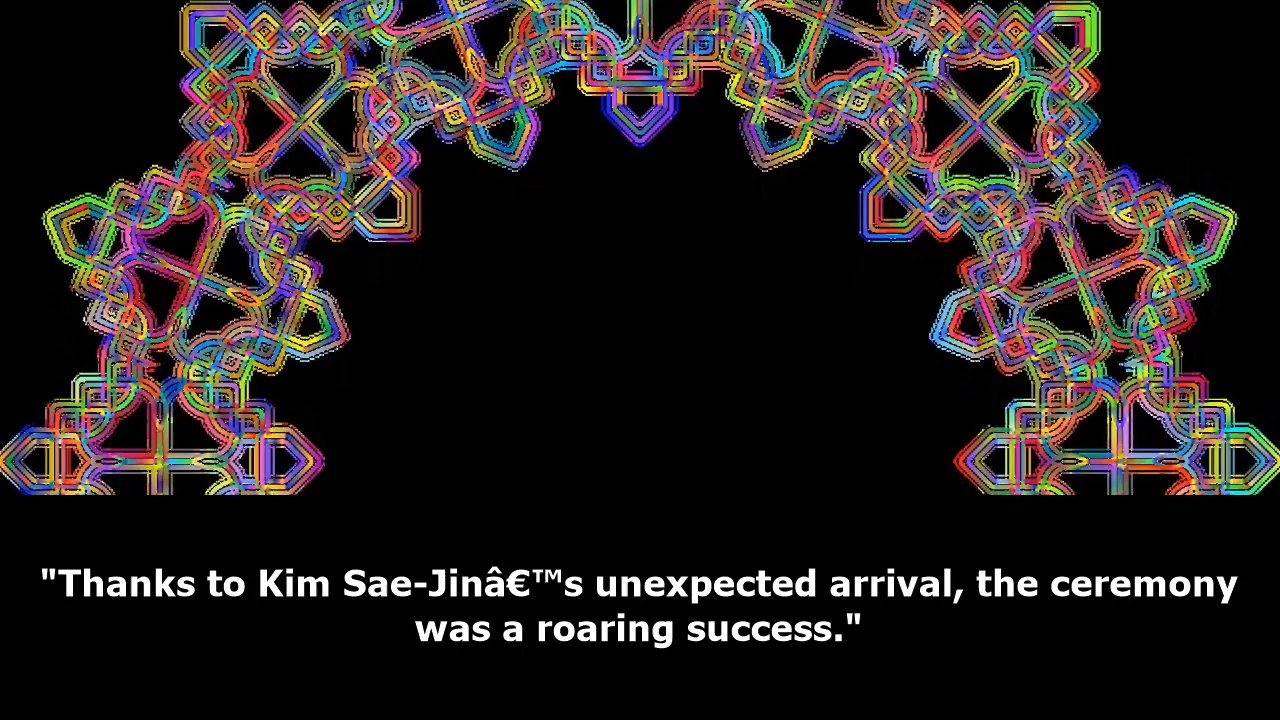 "Thanks to Kim Sae-Jinâ€™s unexpected arrival, the ceremony
was a roaring success."